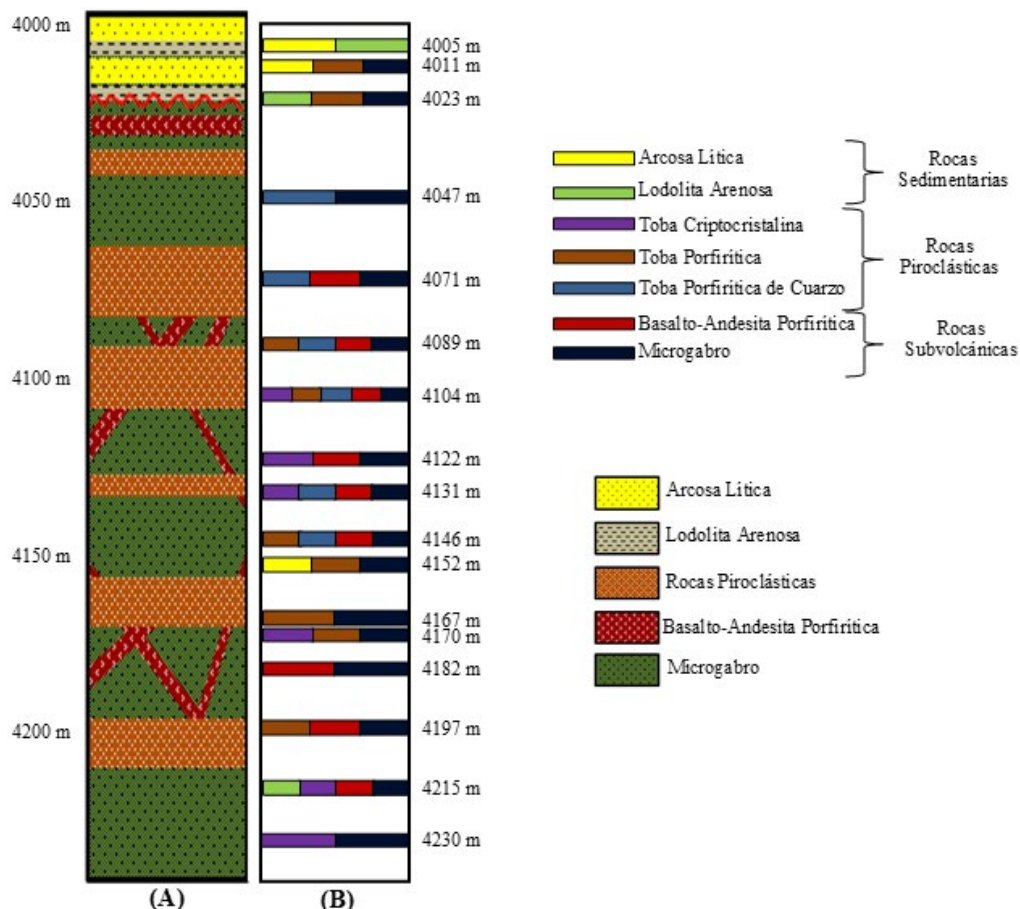 4000 m
4050 m
4100 m
4150 m
4200 m
(A)
4005 m
4011 m
4023 m
4047 m
4071 m
4089 m
4104 m
4122 m
4131 m
4146 m
4152 m
4167 m
4170 m
4182 m
4197 m
4215 m
4230 m
(B)
Arcosa Lítica
Lodolita Arenosa
Rocas
Sedimentarias
Toba Criptocristalina
Toba Porfirítica
Toba Porfirítica de Cuarzo
Rocas
Piroclásticas
Basalto-Andesita Porfirítica
Microgabro
Rocas
Subvolcánicas
Arcosa Lítica
Lodolita Arenosa
Rocas Piroclásticas
Basalto-Andesita Porfirítica
Microgabro